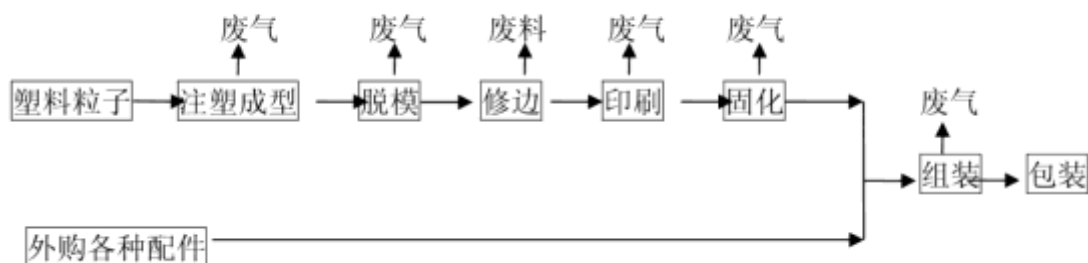 废气 废气 废料 废气 废气
塑料粒子 注塑成型 脱模 修边 印刷 固化
废气
组装 包装
外购各种配件